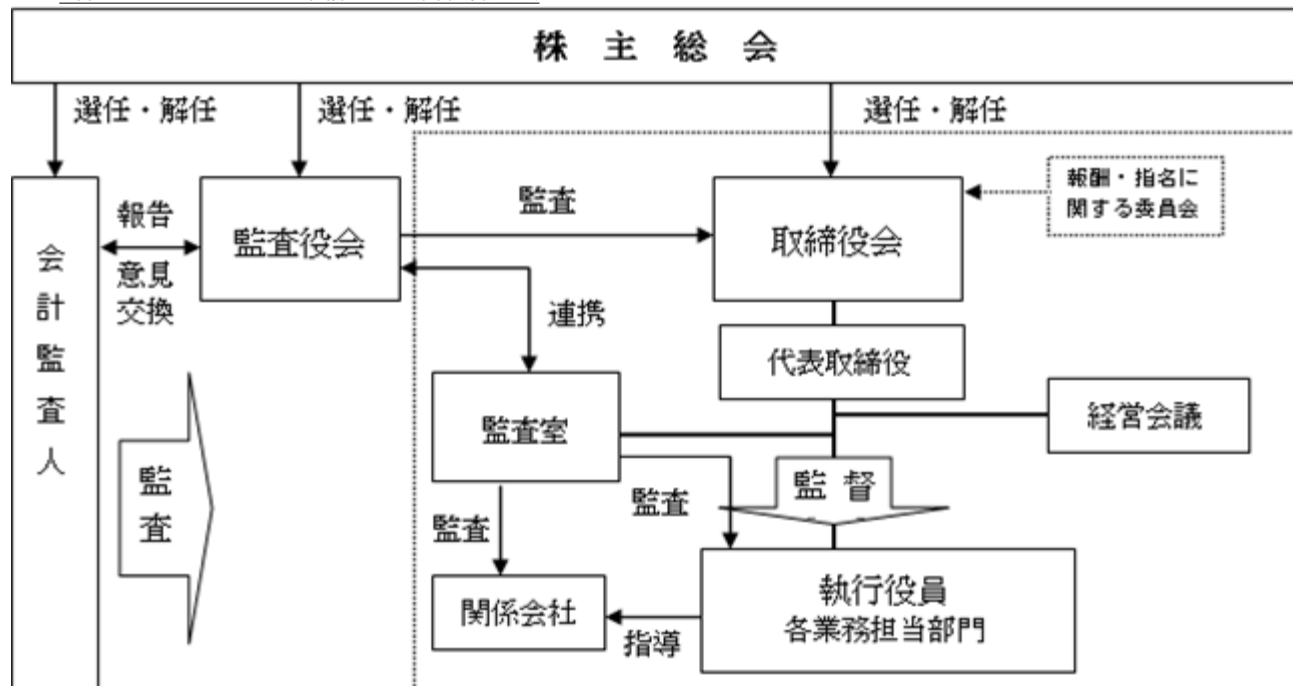 株主総会
選任・解任
選任・解任
選任・解任
報酬・指名に
関する委員会
監査
報告
監査役会
取締役会
意見
交換
会計監査人
連携
代表取締役
経営会議
監査室
監査
監督
監査
監査
執行役員
各業務担当部門
関係会社
指導